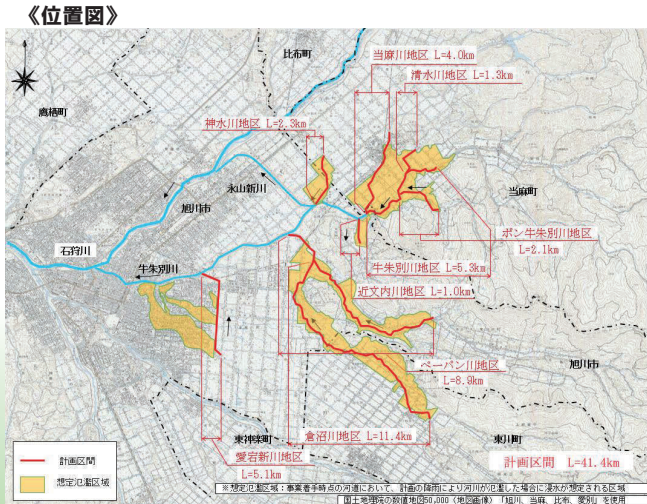 《位置図》
比布町
当麻川地区 L=4.0km
清水川地区 L=1.3km
鷹栖町
神水川地区 L=2.3km
永山新川
当麻町
旭川市
石狩川
ポン牛朱別川地区
L=2.1km
牛朱別川
牛朱別川地区 L=5.3km
近文内川地区 L=1.0km
旭川市
ペーパン川地区
L=8.9km
倉沼川地区 L=11.4km
東神楽町
東川町
愛宕新川地区
L=5.1km
計画区間 L=41.4km
計画区間
想定氾濫区域
※想定氾濫区域：事業着手時点の河道において、計画の降雨により河川が氾濫した場合に浸水が想定される区域
国土地理院の数値地図50,000（地図画像）「旭川、当麻、比布、愛別」を使用